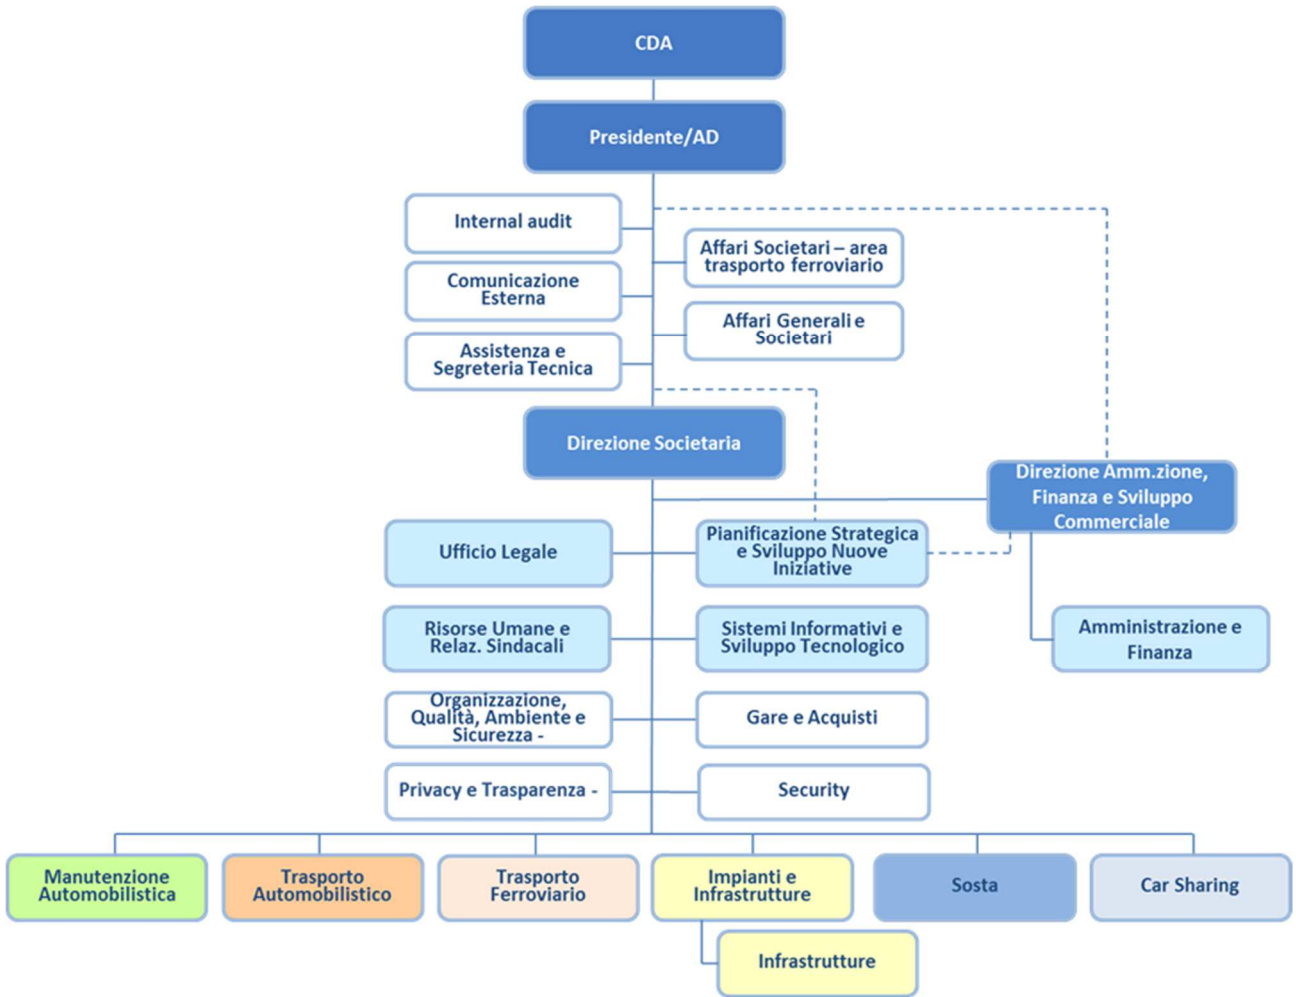 CDA
Presidente/AD
Internal audit
Affari Societari – area
trasporto ferroviario
Comunicazione
Esterna
Affari Generali e
Societari
Assistenza e
Segreteria Tecnica
Direzione Societaria
Direzione Amm.zione,
Finanza e Sviluppo
Commerciale
Ufficio Legale
Pianificazione Strategica
e Sviluppo Nuove
Iniziative
Risorse Umane e
Relaz. Sindacali
Sistemi Informativi e
Sviluppo Tecnologico
Amministrazione e
Finanza
Organizzazione,
Qualità, Ambiente e
Sicurezza -
Gare e Acquisti
Privacy e Trasparenza -
Security
Manutenzione
Automobilistica
Trasporto
Automobilistico
Trasporto
Ferroviario
Impianti e
Infrastrutture
Sosta
Car Sharing
Infrastrutture